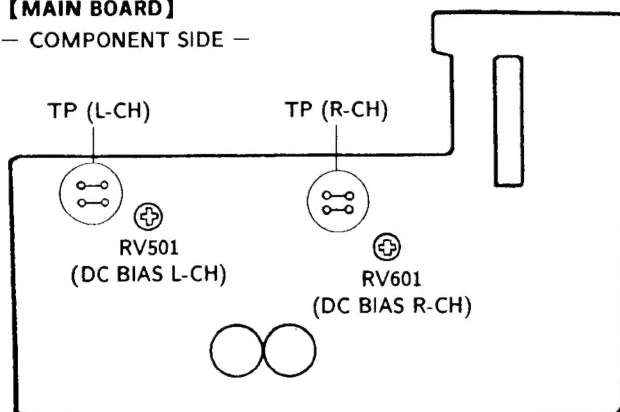 【MAIN BOARD】
— COMPONENT SIDE —
TP (L-CH)
TP (R-CH)
RV501
(DC BIAS L-CH)
RV601
(DC BIAS R-CH)